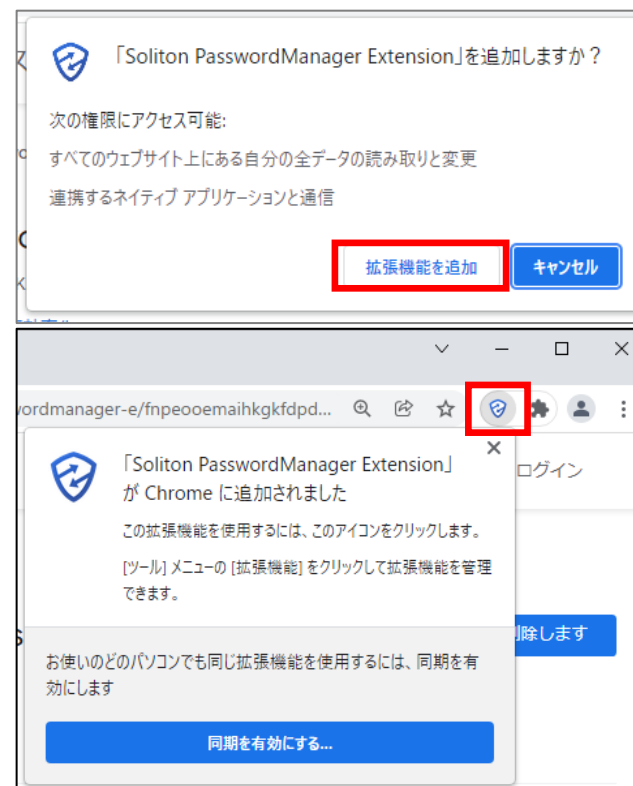 「Soliton PasswordManager Extension」を追加しますか？
次の権限にアクセス可能:
すべてのウェブサイト上にある自分の全データの読み取りと変更
連携するネイティブ アプリケーションと通信
拡張機能を追加
キャンセル
wordmanager-e/fnpeooemaihkgkfdpd...
「Soliton PasswordManager Extension」
が Chrome に追加されました
ログイン
この拡張機能を使用するには、このアイコンをクリックします。
[ツール] メニューの [拡張機能] をクリックして拡張機能を管理
できます。
削除します
お使いのどのパソコンでも同じ拡張機能を使用するには、同期を有
効にします
同期を有効にする...